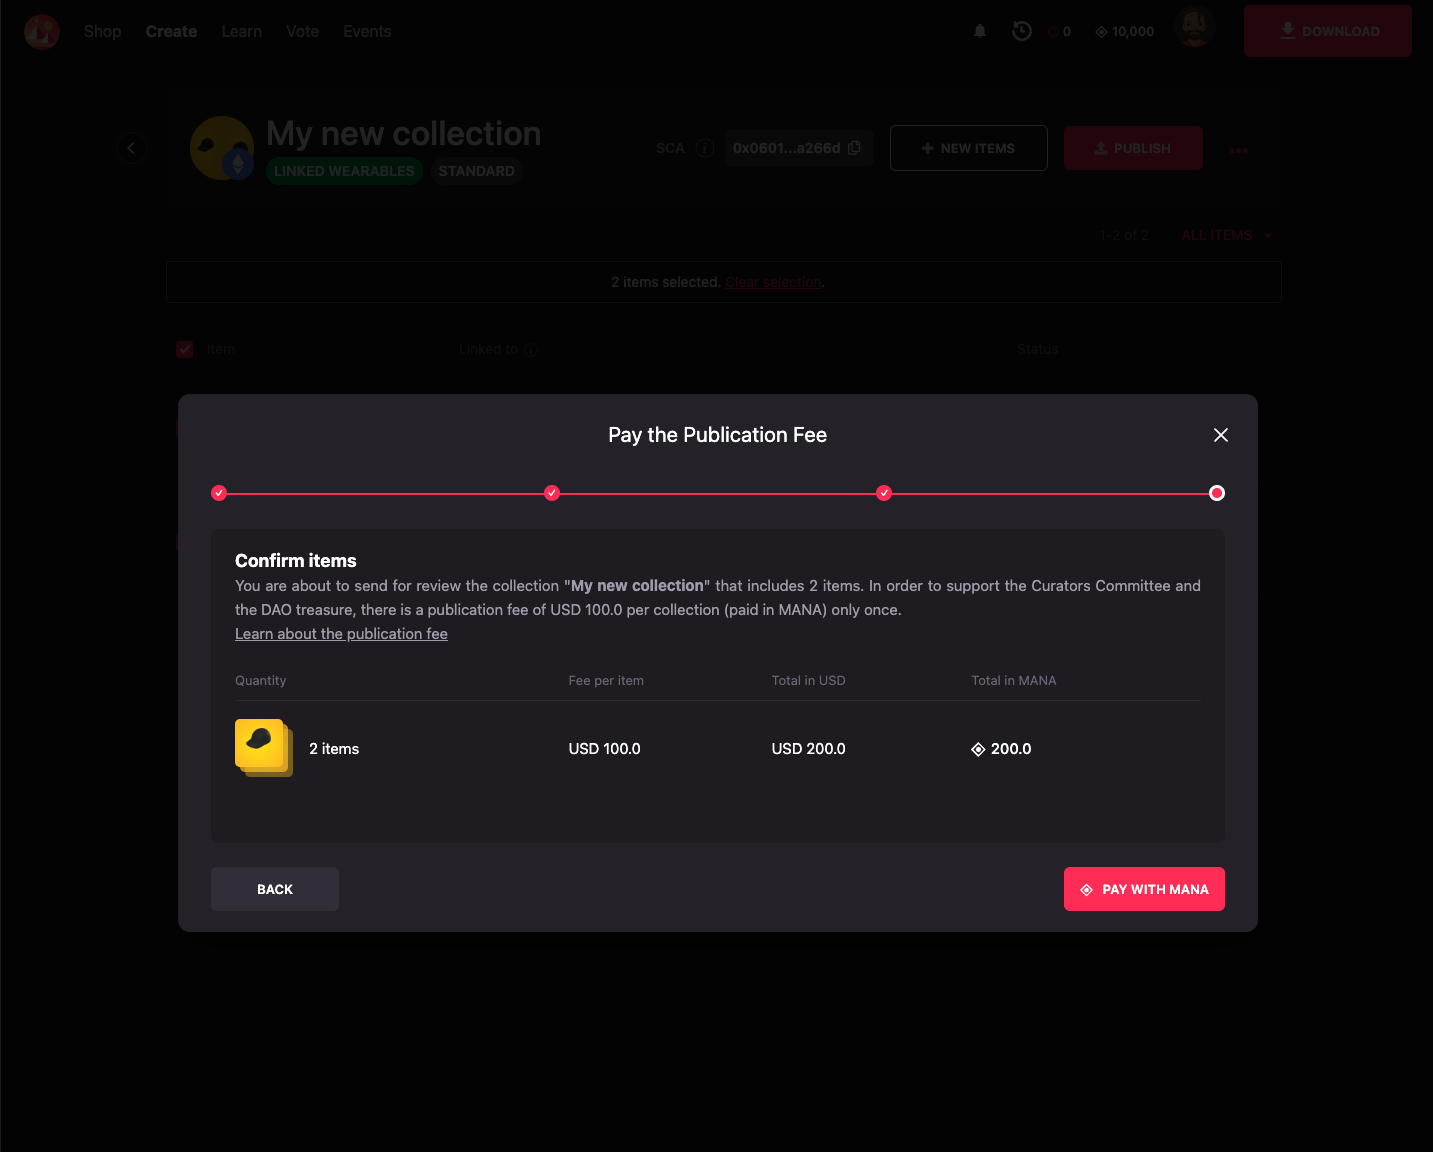 Shop Create Learn Vote Events 0 10,000 DOWNLOAD
My new collection
LINKED WEARABLES STANDARD
SCA 0x0601...a266d NEW ITEMS PUBLISH
1-2 of 2 ALL ITEMS
2 items selected. Clear selection.
Item Linked to Status
Pay the Publication Fee
Confirm items
You are about to send for review the collection "My new collection" that includes 2 items. In order to support the Curators Committee and
the DAO treasure, there is a publication fee of USD 100.0 per collection (paid in MANA) only once.
Learn about the publication fee
Quantity Fee per item Total in USD Total in MANA
2 items USD 100.0 USD 200.0 200.0
BACK PAY WITH MANA